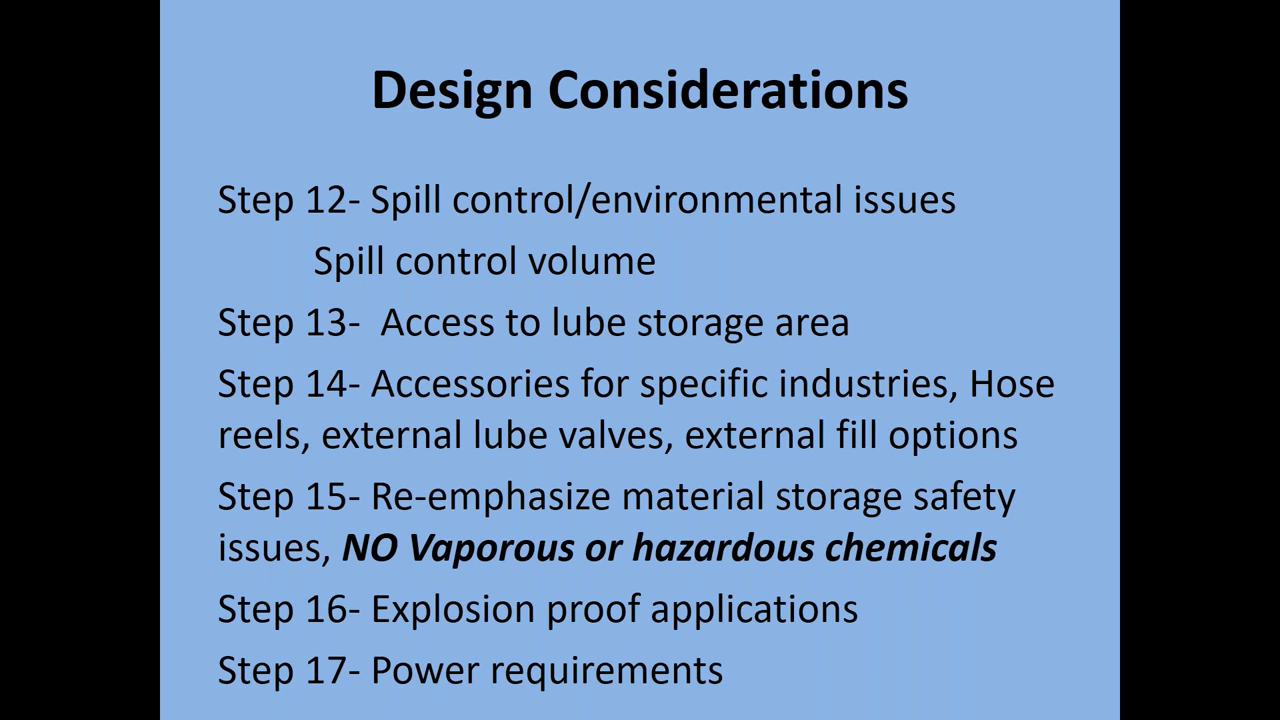 Design Considerations
Step 12- Spill control/environmental issues
Spill control volume
Step 13-  Access to lube storage area
Step 14- Accessories for specific industries, Hose
reels, external lube valves, external fill options
Step 15- Re-emphasize material storage safety
issues, NO Vaporous or hazardous chemicals
Step 16- Explosion proof applications
Step 17- Power requirements